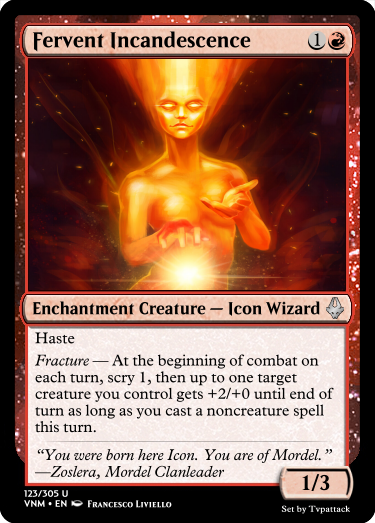 Fervent Incandescence 1
Enchantment Creature — Icon Wizard
Haste
Fracture — At the beginning of combat on
each turn, scry 1, then up to one target
creature you control gets +2/+0 until end of
turn as long as you cast a noncreature spell
this turn.
“You were born here Icon. You are of Mordel.”
—Zoslera, Mordel Clanleader
1/3
123/305 U
VNM • EN Francesco Liviello
Set by Tvpattack